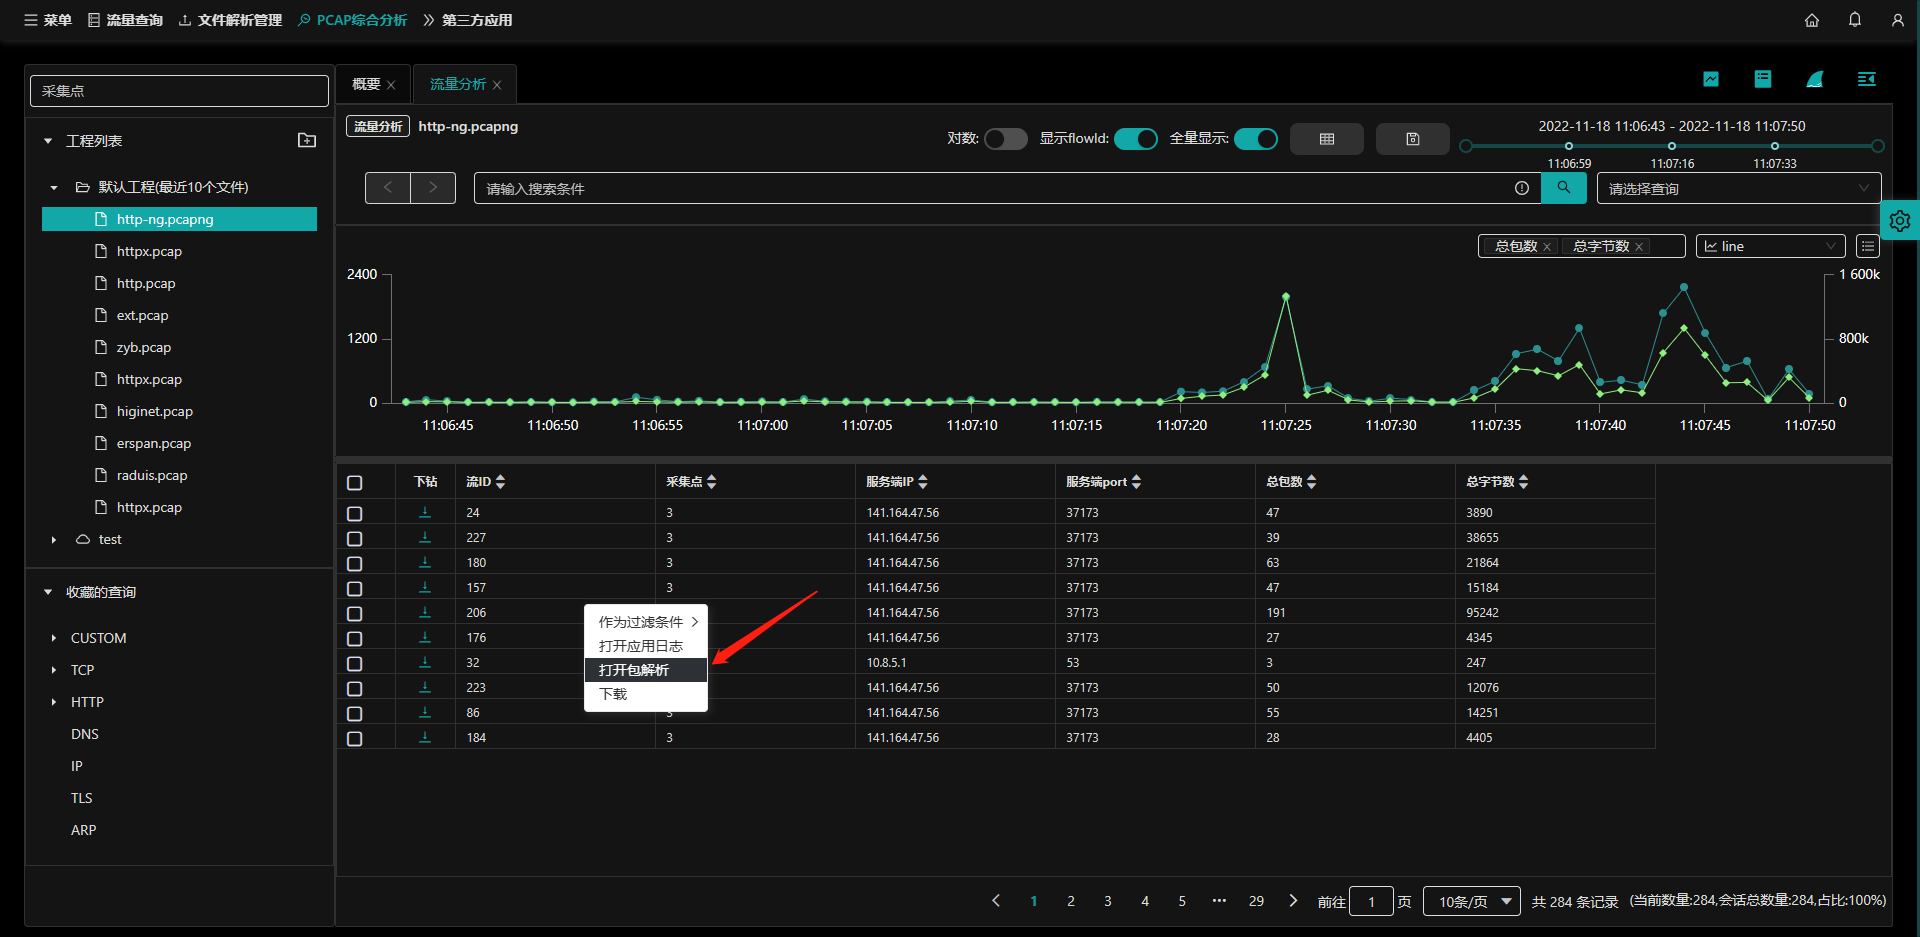 菜单 流量查询 文件解析管理 PCAP综合分析 第三方应用
采集点
工程列表
默认工程(最近10个文件)
http-ng.pcapng
httpx.pcap
http.pcap
ext.pcap
zyb.pcap
httpx.pcap
higinet.pcap
erspan.pcap
raduis.pcap
httpx.pcap
test
收藏的查询
CUSTOM
TCP
HTTP
DNS
IP
TLS
ARP
概要 流量分析
流量分析 http-ng.pcapng
对数: 显示flowId: 全量显示:
2022-11-18 11:06:43 - 2022-11-18 11:07:50
11:06:59 11:07:16 11:07:33
请输入搜索条件 请选择查询
总包数 总字节数 line
2400 1 600k
1200 800k
0 0
11:06:45 11:06:50 11:06:55 11:07:00 11:07:05 11:07:10 11:07:15 11:07:20 11:07:25 11:07:30 11:07:35 11:07:40 11:07:45 11:07:50
下钻 流ID 采集点 服务端IP 服务端port 总包数 总字节数
24 3 141.164.47.56 37173 47 3890
227 3 141.164.47.56 37173 39 38655
180 3 141.164.47.56 37173 63 21864
157 3 141.164.47.56 37173 47 15184
206 141.164.47.56 37173 191 95242
176 141.164.47.56 37173 27 4345
32 10.8.5.1 53 3 247
223 141.164.47.56 37173 50 12076
86 3 141.164.47.56 37173 55 14251
184 3 141.164.47.56 37173 28 4405
作为过滤条件
打开应用日志
打开包解析
下载
1 2 3 4 5 ••• 29 前往 1 页 10条/页 共 284 条记录 (当前数量:284,会话总数量:284,占比:100%)